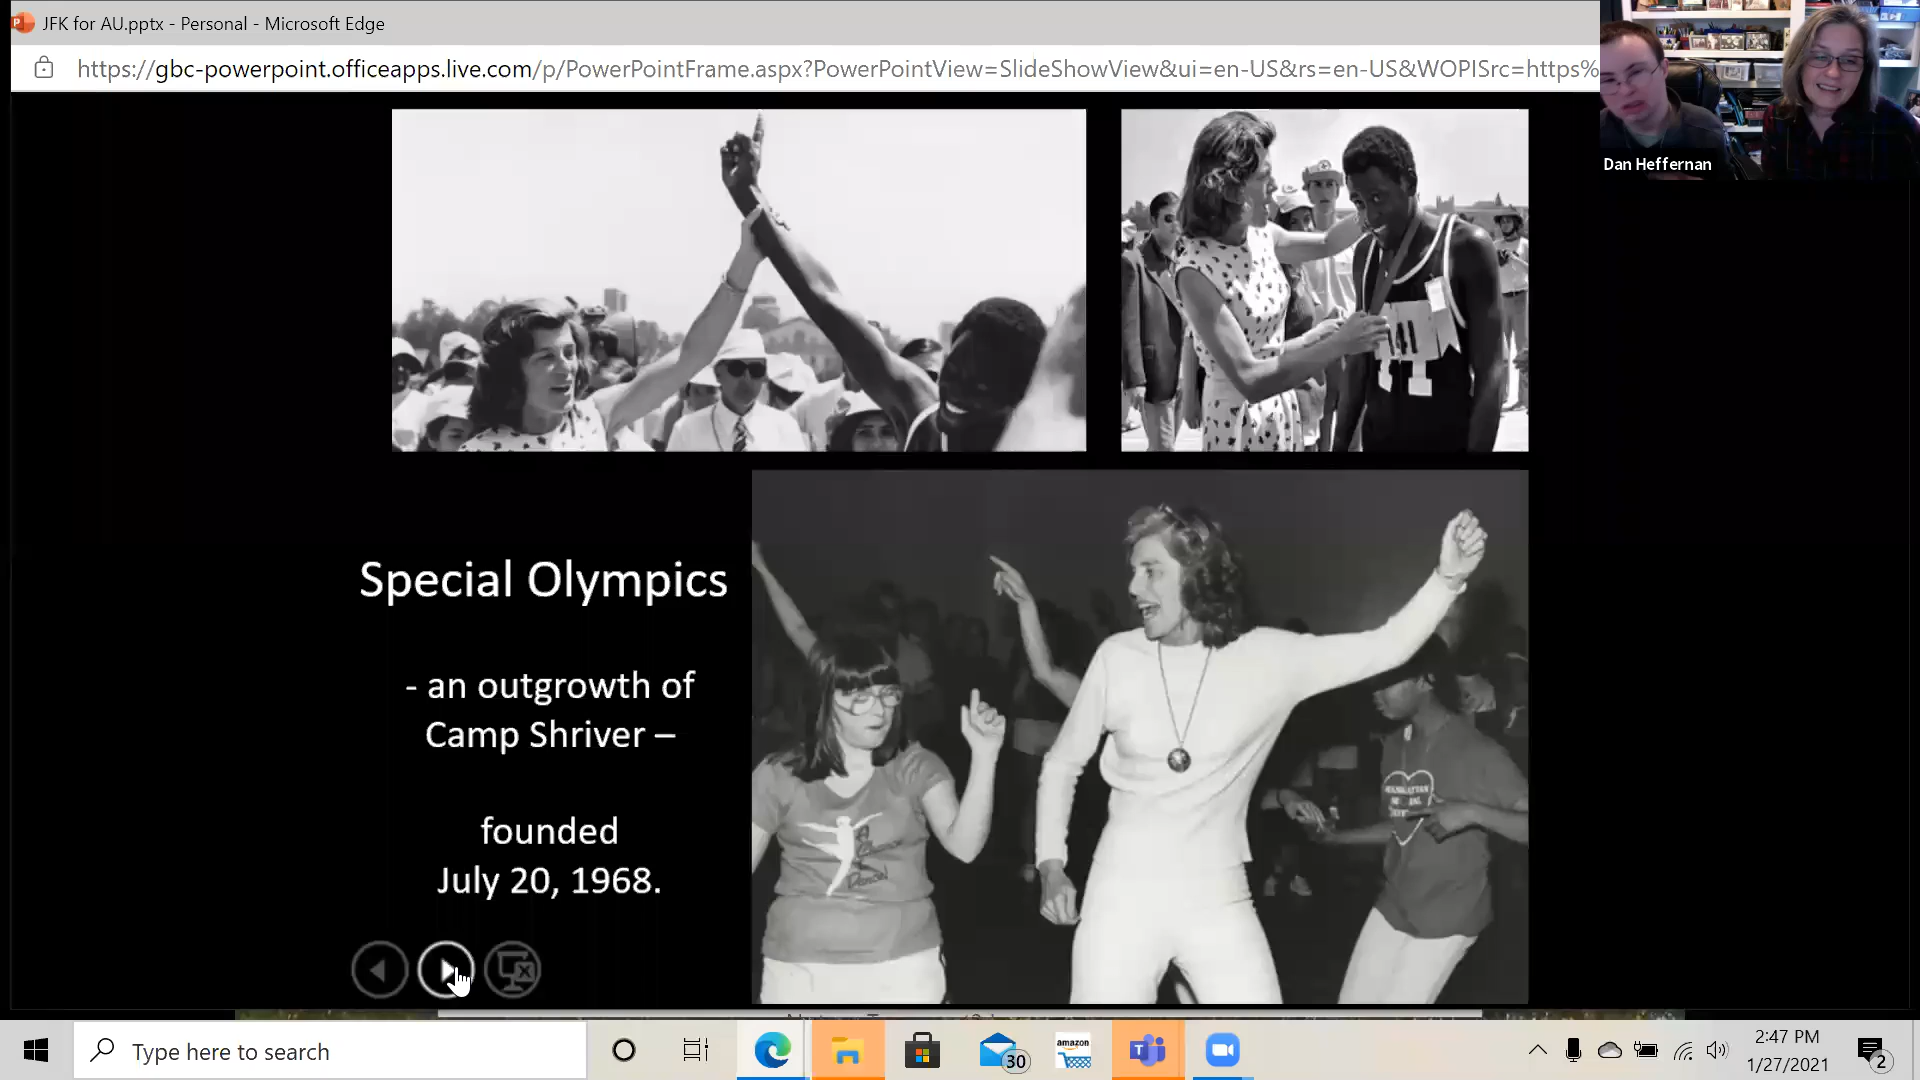 JFK for AU.pptx - Personal - Microsoft Edge
https://gbc-powerpoint.officeapps.live.com/p/PowerPointFrame.aspx?PowerPointView=SlideShowView&ui=en-US&rs=en-US&WOPISrc=https%
Dan Heffernan
Special Olympics
- an outgrowth of
Camp Shriver –
founded
July 20, 1968.
Type here to search
30
amazon
2:47 PM
1/27/2021
2